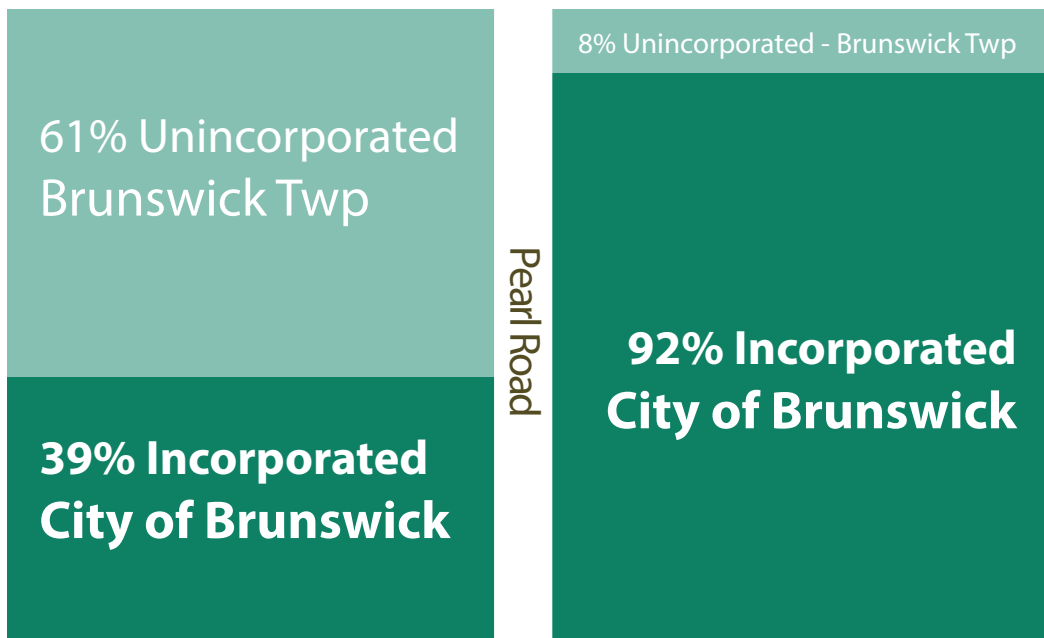 61% Unincorporated
Brunswick Twp
39% Incorporated
City of Brunswick
Pearl Road
8% Unincorporated - Brunswick Twp
92% Incorporated
City of Brunswick